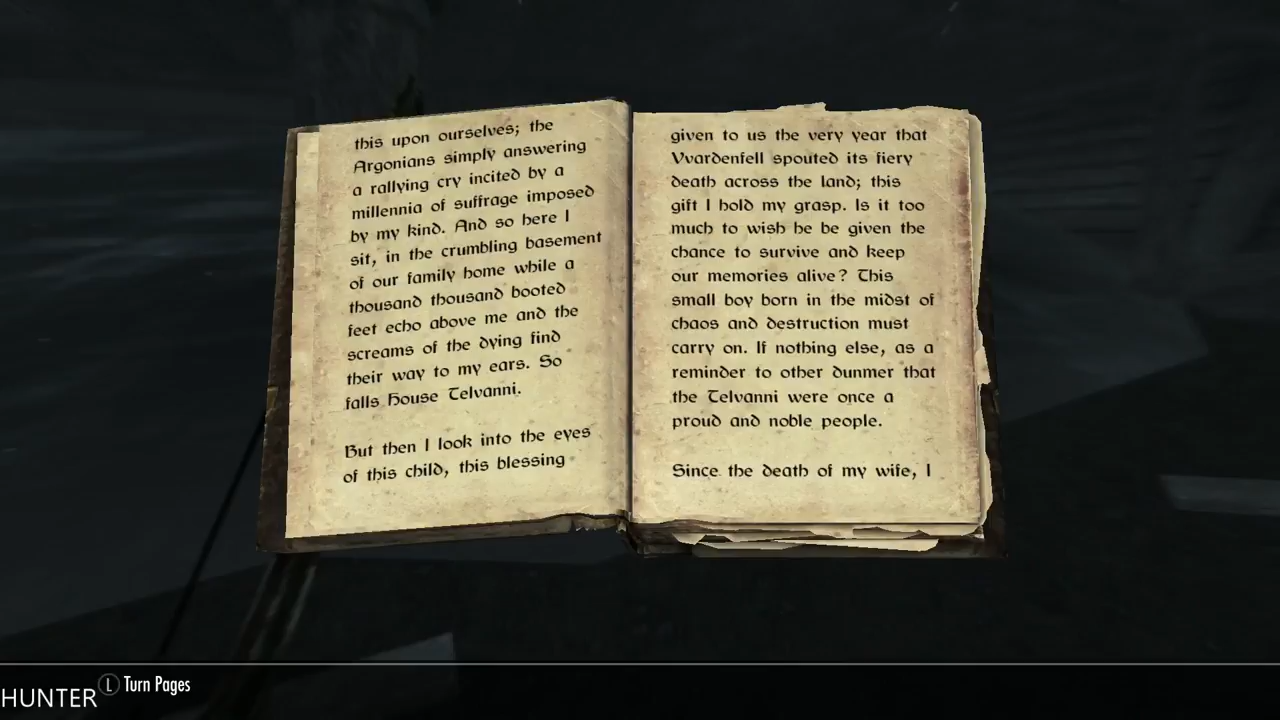 this upon ourselves; the
Argonians simply answering
a rallying cry incited by a
millennia of suffrage imposed
by my kind. And so here I
sit, in the crumbling basement
of our family home while a
thousand thousand booted
feet echo above me and the
screams of the dying find
their way to my ears. So
falls House Telvanni.
But then I look into the eyes
of this child, this blessing
given to us the very year that
Vvardenfell spouted its fiery
death across the land; this
gift I hold my grasp. Is it too
much to wish he be given the
chance to survive and keep
our memories alive? This
small boy born in the midst of
chaos and destruction must
carry on. If nothing else, as a
reminder to other dunmer that
the Telvanni were once a
proud and noble people.
Since the death of my wife, I
HUNTER
L Turn Pages